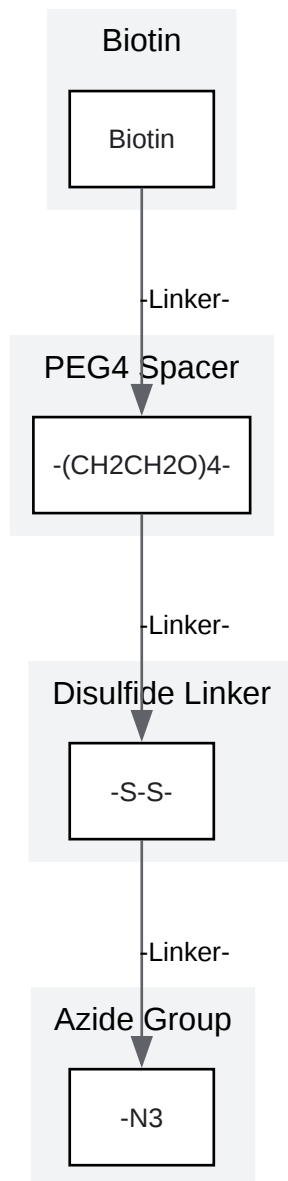 Biotin
Biotin
-Linker-
PEG4 Spacer
-(CH2CH2O)4-
-Linker-
Disulfide Linker
-S-S-
-Linker-
Azide Group
-N3